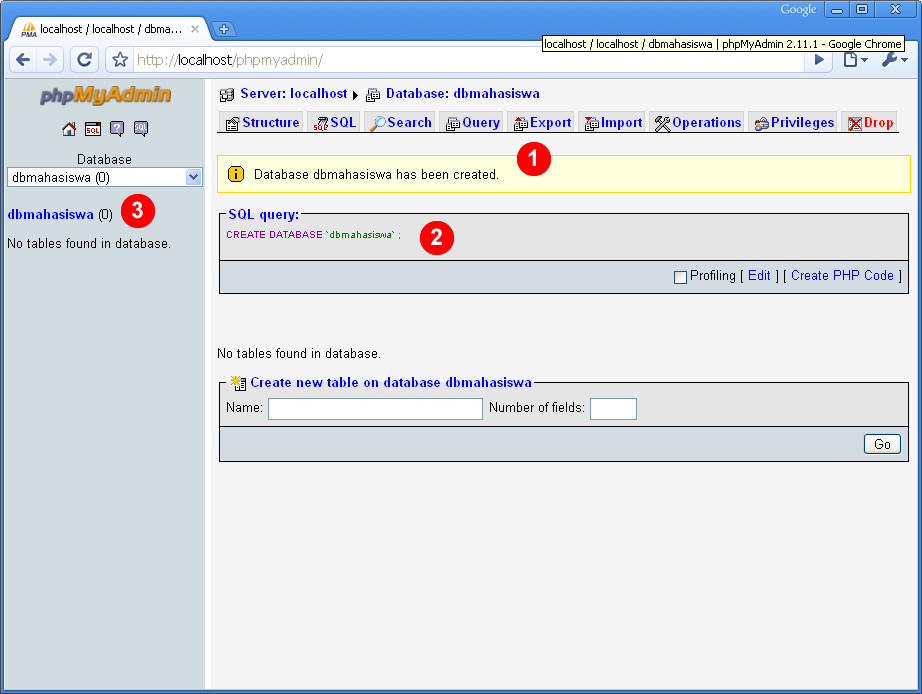 Google
PMA localhost / localhost / dbma...
localhost / localhost / dbmahasiswa | phpMyAdmin 2.11.1 - Google Chrome
http://localhost/phpmyadmin/
phpMyAdmin
SQL
Database
dbmahasiswa (0)
dbmahasiswa (0)
3
No tables found in database.
Server: localhost Database: dbmahasiswa
Structure SQL Search Query Export Import Operations Privileges Drop
1
Database dbmahasiswa has been created.
SQL query:
CREATE DATABASE `dbmahasiswa` ;
2
Profiling [ Edit ] [ Create PHP Code ]
No tables found in database.
Create new table on database dbmahasiswa
Name: Number of fields:
Go